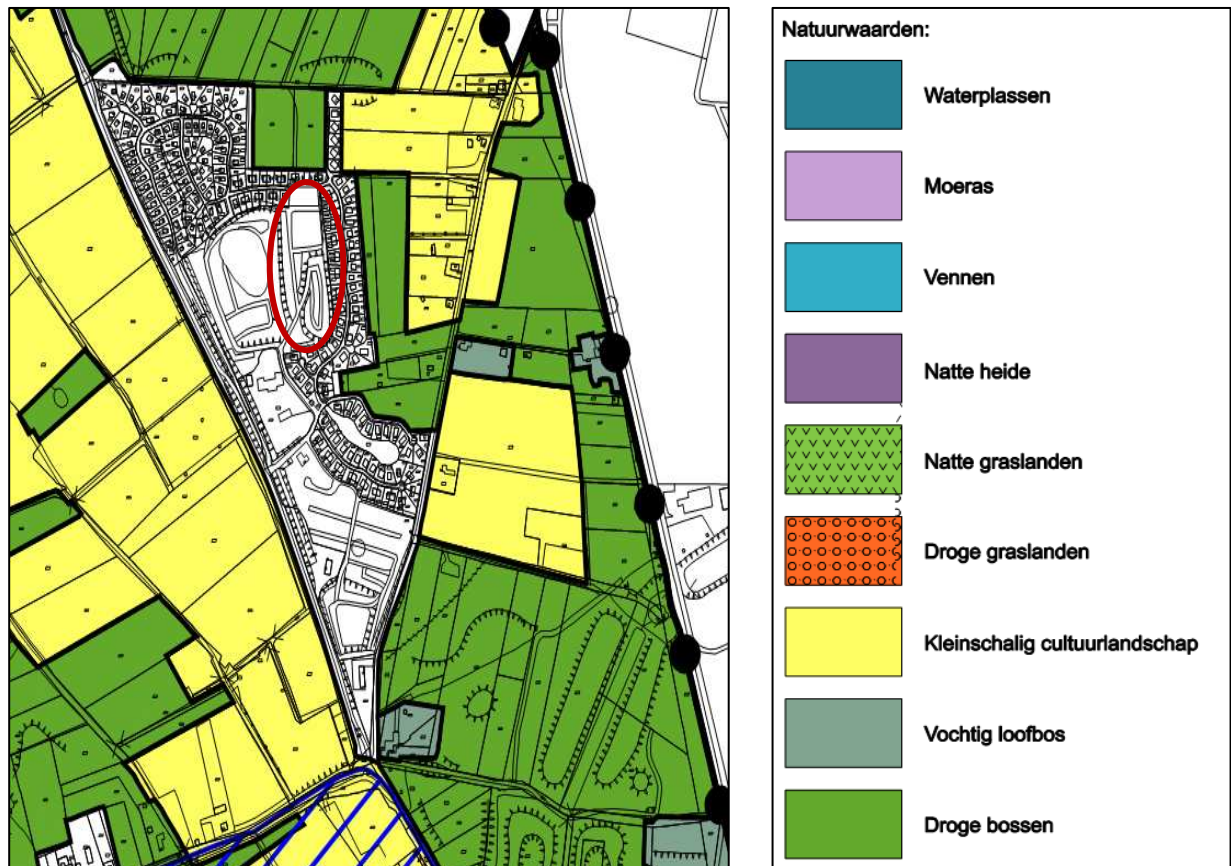 Natuurwaarden:
Waterplassen
Moeras
Vennen
Natte heide
Natte graslanden
Droge graslanden
Kleinschalig cultuurlandschap
Vochtig loofbos
Droge bossen